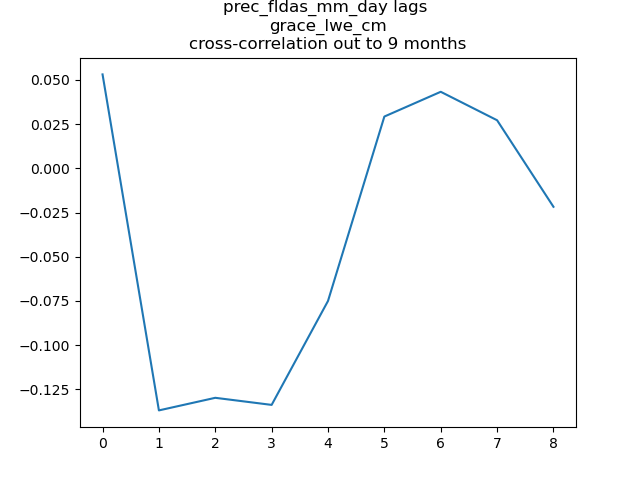 prec_fldas_mm_day lags
grace_lwe_cm
cross-correlation out to 9 months
0.050
0.025
0.000
−0.025
−0.050
−0.075
−0.100
−0.125
0 1 2 3 4 5 6 7 8